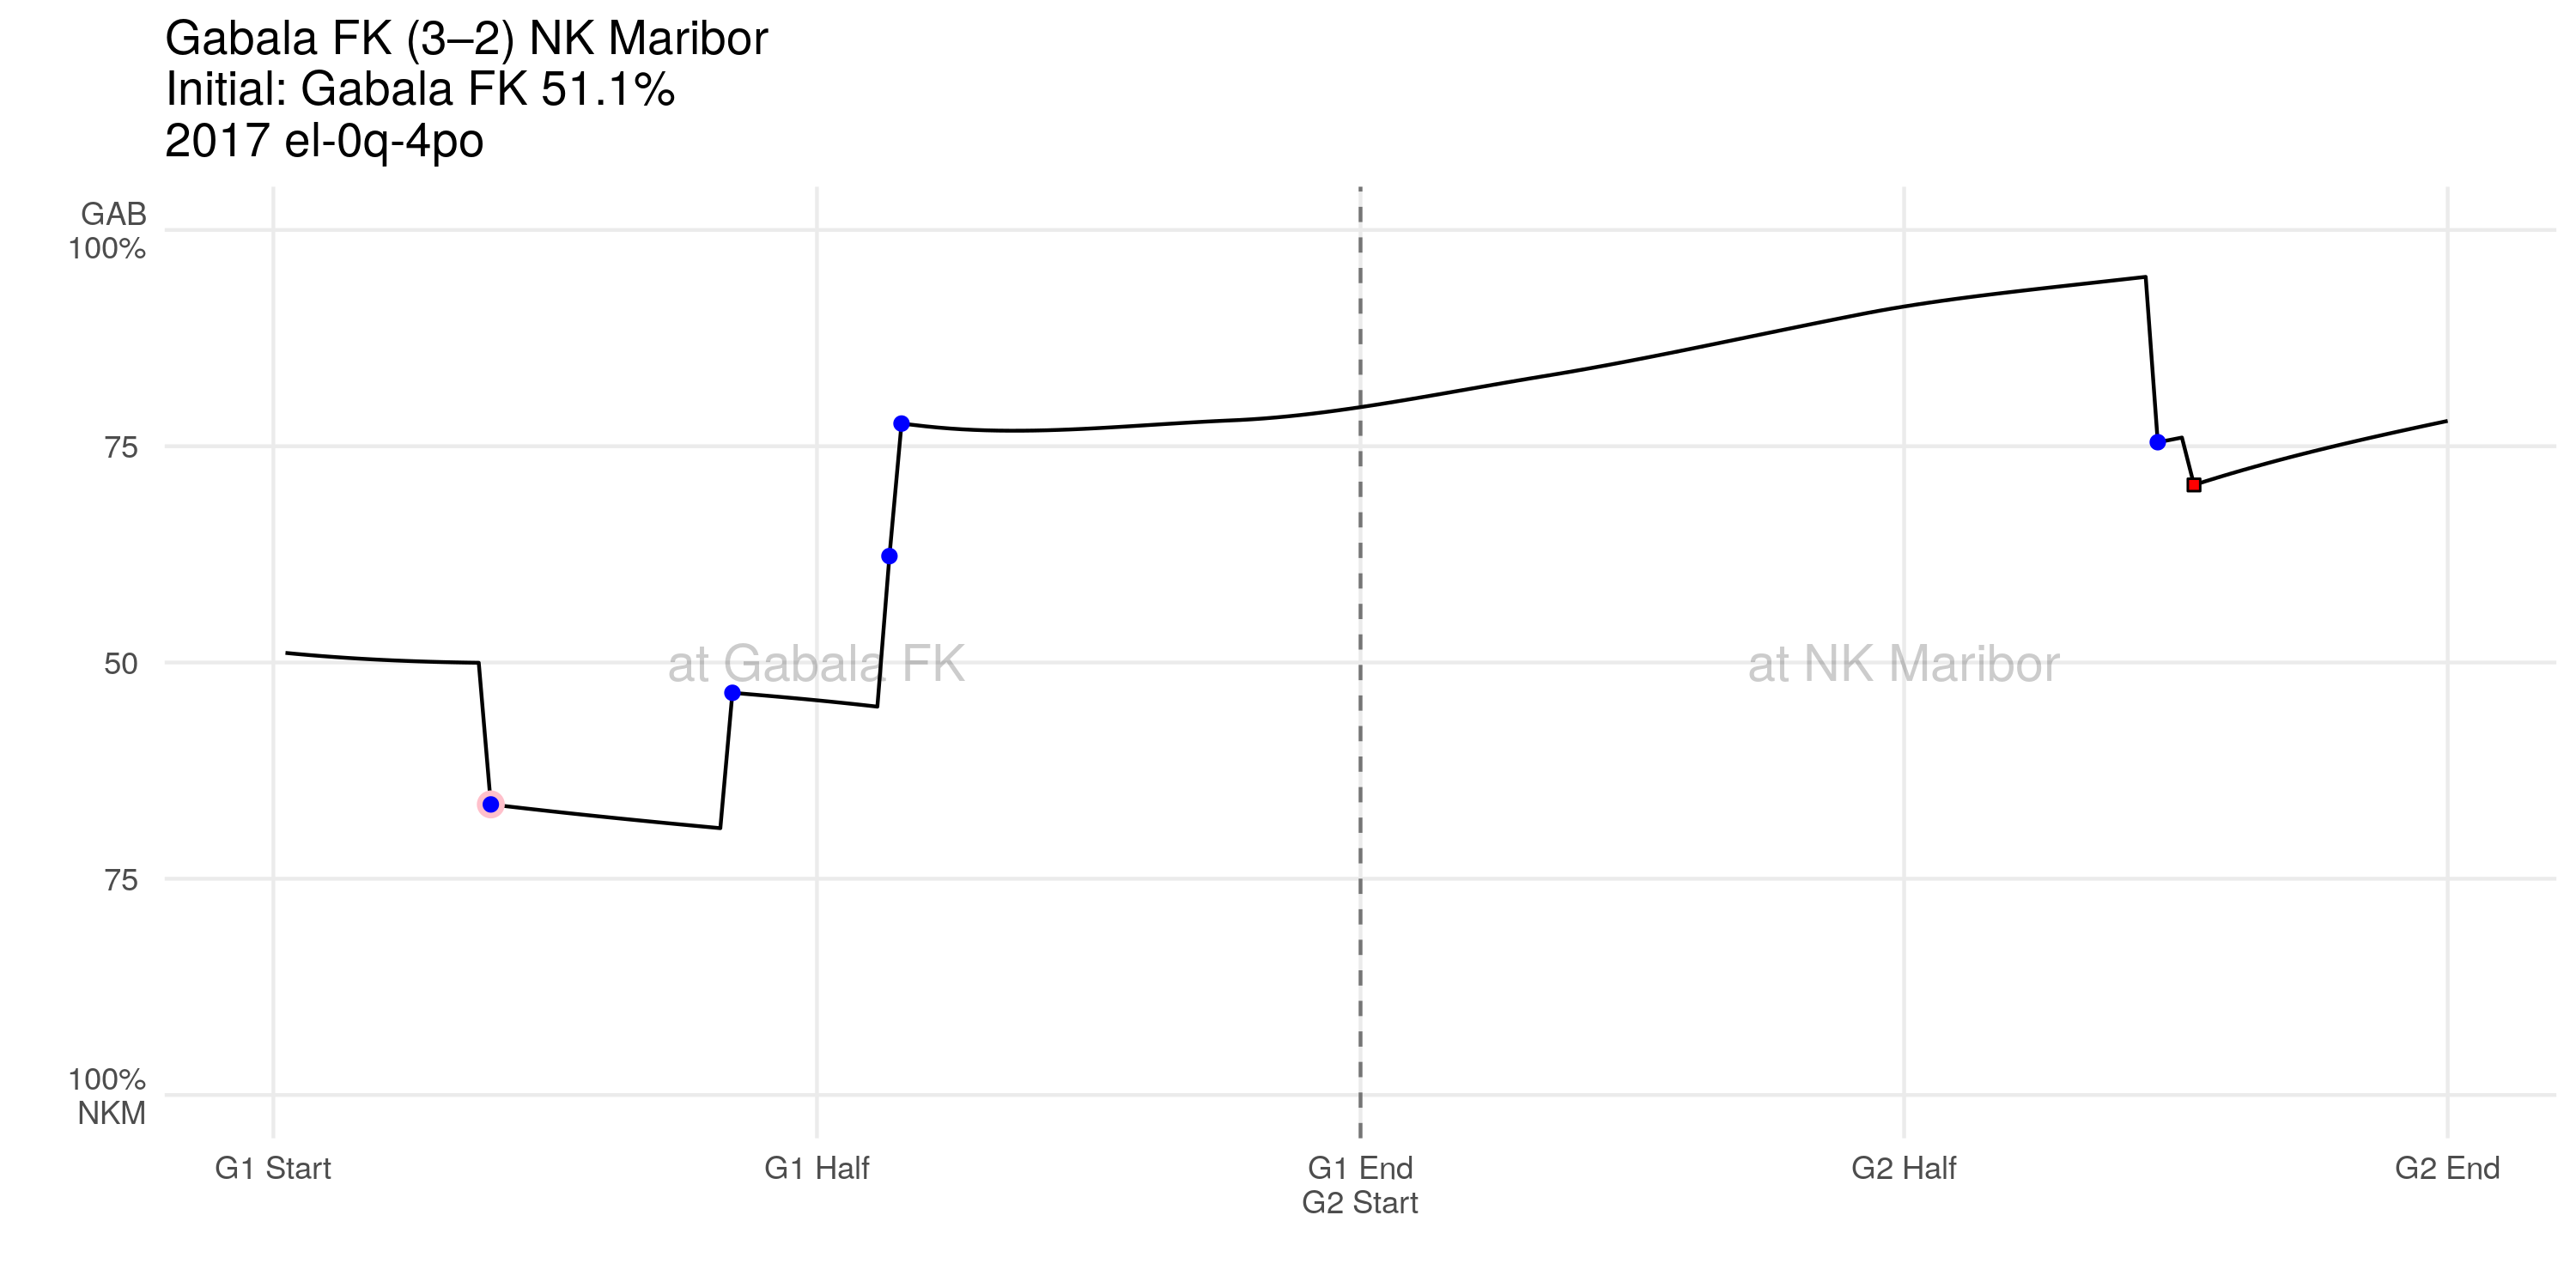 Gabala FK (3–2) NK Maribor
Initial: Gabala FK 51.1%
2017 el-0q-4po
GAB
100%
75
50
75
100%
NKM
at Gabala FK
at NK Maribor
G1 Start
G1 Half
G1 End
G2 Start
G2 Half
G2 End